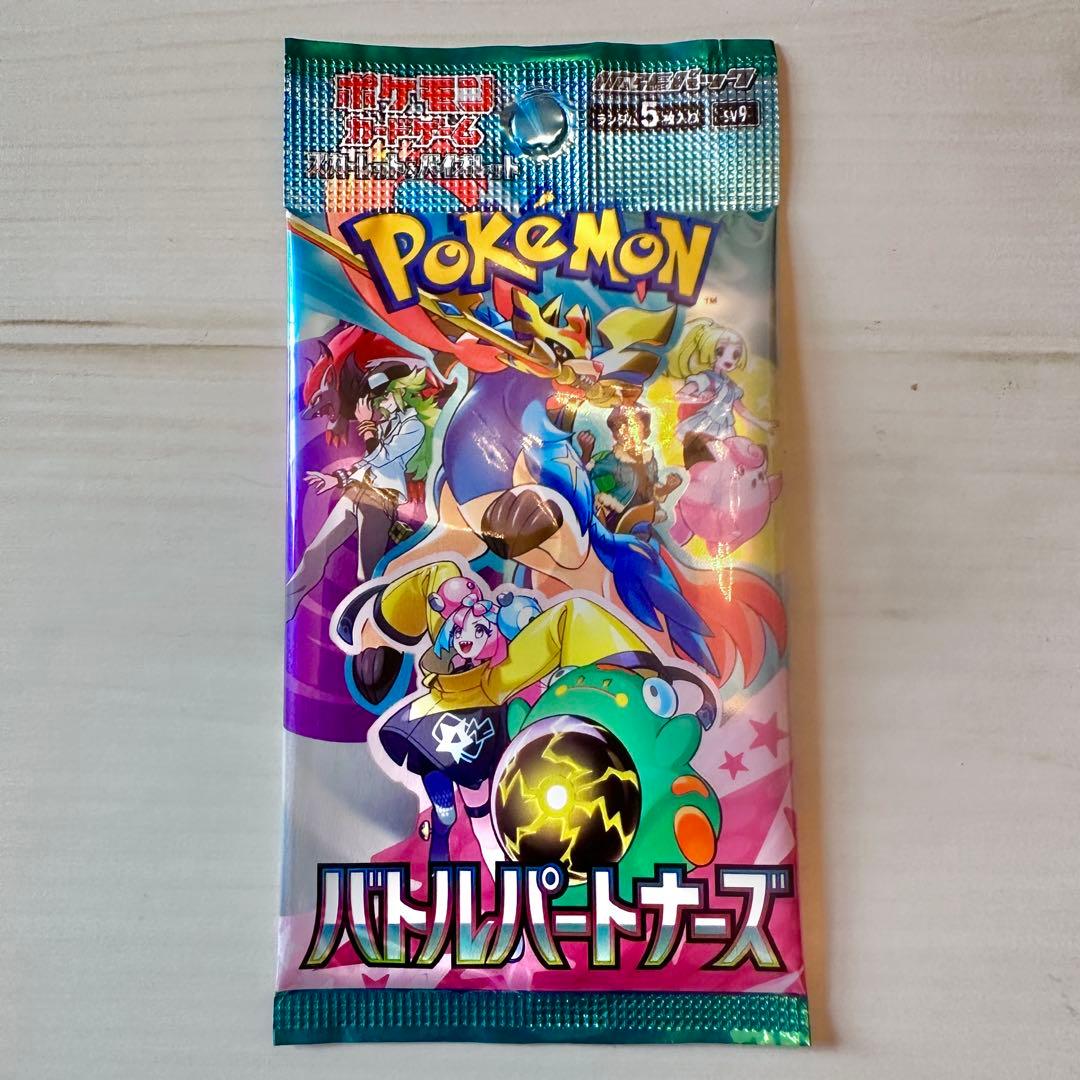 ポケモン
カードゲーム
スカーレット&バイオレット
拡張パック
ランダム5枚入り
sv9
POKéMON
TM
バトルパートナーズ